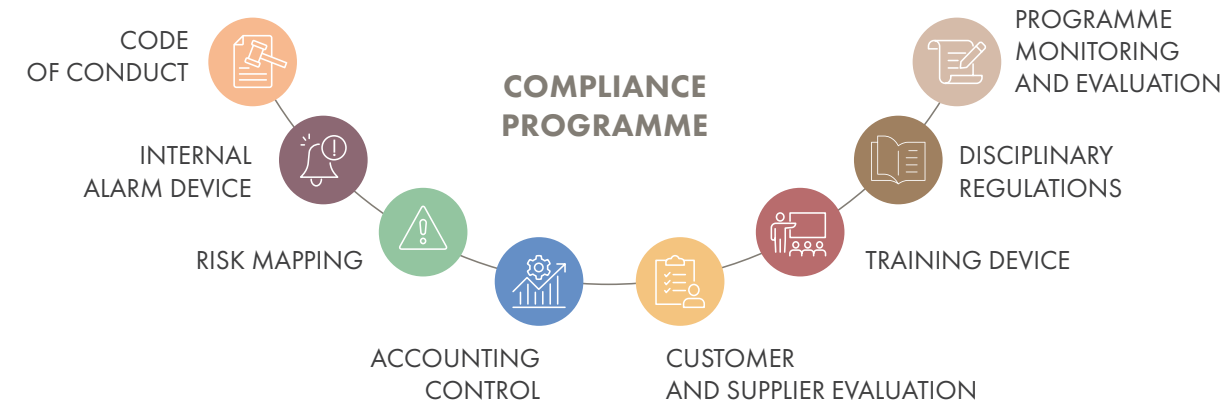 COMPLIANCE
PROGRAMME
CODE
OF CONDUCT
INTERNAL
ALARM DEVICE
RISK MAPPING
ACCOUNTING
CONTROL
CUSTOMER
AND SUPPLIER EVALUATION
TRAINING DEVICE
DISCIPLINARY
REGULATIONS
PROGRAMME
MONITORING
AND EVALUATION